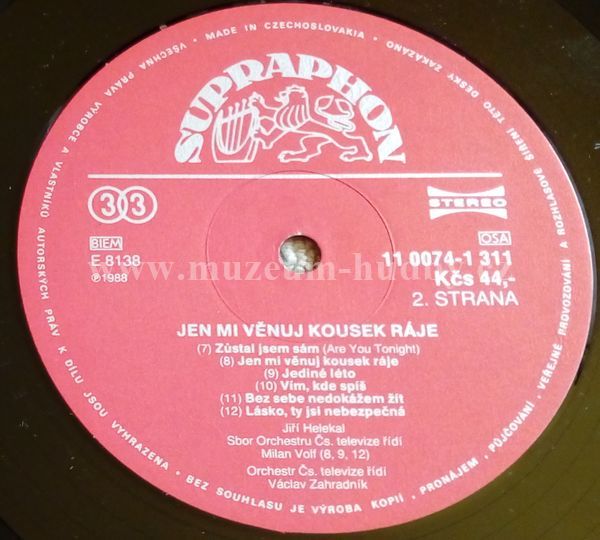 VŠECHNA PRÁVA VÝROBCE A VLASTNÍKŮ AUTORSKÝCH PRÁV K DÍLU JSOU VYHRAZENA • BEZ SOUHLASU JE VÝROBA KOPIÍ • PRONÁJEM • PŮJČOVÁNÍ • VEŘEJNÉ PROVOZOVÁNÍ A ROZHLASOVÉ ŠÍŘENÍ TÉTO DESKY ZAKÁZÁNO • MADE IN CZECHOSLOVAKIA •
SUPRAPHON
33
STEREO
BIEM
OSA
E 8138
11 0074-1 311
℗1988
Kčs 44,-
2. STRANA
www.muzeum-hudby.cz
JEN MI VĚNUJ KOUSEK RÁJE
(7) Zůstal jsem sám (Are You Tonight)
(8) Jen mi věnuj kousek ráje
(9) Jediné léto
(10) Vím, kde spíš
(11) Bez sebe nedokážem žít
(12) Lásko, ty jsi nebezpečná
Jiří Helekal
Sbor Orchestru Čs. televize řídí
Milan Volf (8, 9, 12)
Orchestr Čs. televize řídí
Václav Zahradník